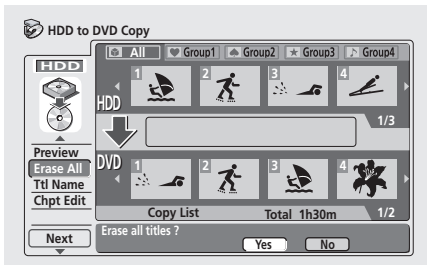 HDD to DVD Copy
All Group1 Group2 Group3 Group4
HDD
1 2 3 4
HDD
1/3
Preview
Erase All
Ttl Name
Chpt Edit
DVD
1 2 3 4
Copy List Total 1h30m 1/2
Next
Erase all titles ?
Yes No